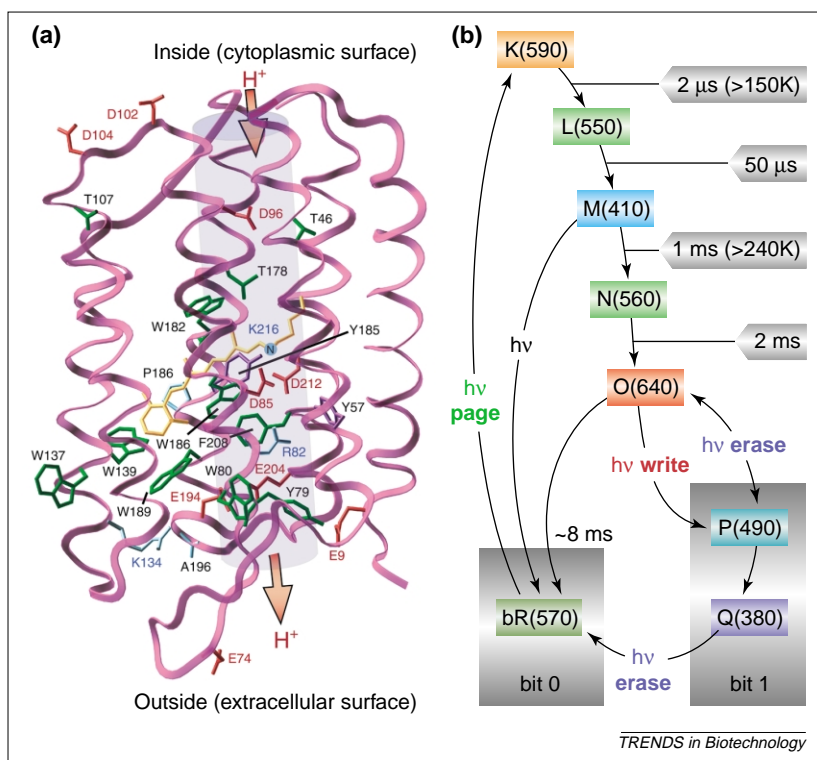 (a)
Inside (cytoplasmic surface)
H+
D102
D104
T107
D96
T46
T178
W182
K216
N
Y185
P186
D85
D212
W186
F208
Y57
R82
W137
W139
W80
E204
Y79
E194
W189
K134
A196
E9
H+
E74
Outside (extracellular surface)
(b)
K(590)
2 μs (>150K)
L(550)
50 μs
M(410)
1 ms (>240K)
N(560)
hν
2 ms
hν
page
O(640)
hν write
hν erase
~8 ms
P(490)
bR(570)
Q(380)
hν
erase
bit 0
bit 1
TRENDS in Biotechnology